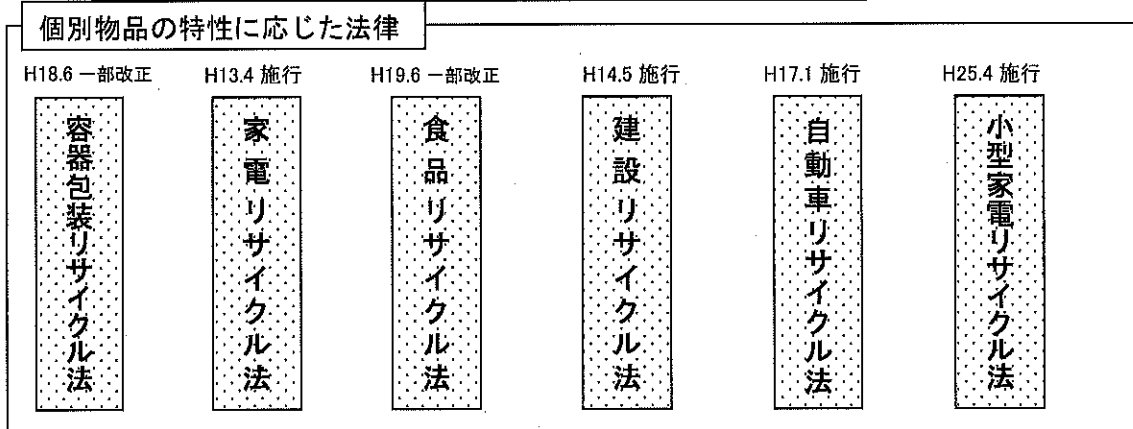 個別物品の特性に応じた法律
H18.6 一部改正
H13.4 施行
H19.6 一部改正
H14.5 施行
H17.1 施行
H25.4 施行
容器包装リサイクル法
家電リサイクル法
食品リサイクル法
建設リサイクル法
自動車リサイクル法
小型家電リサイクル法